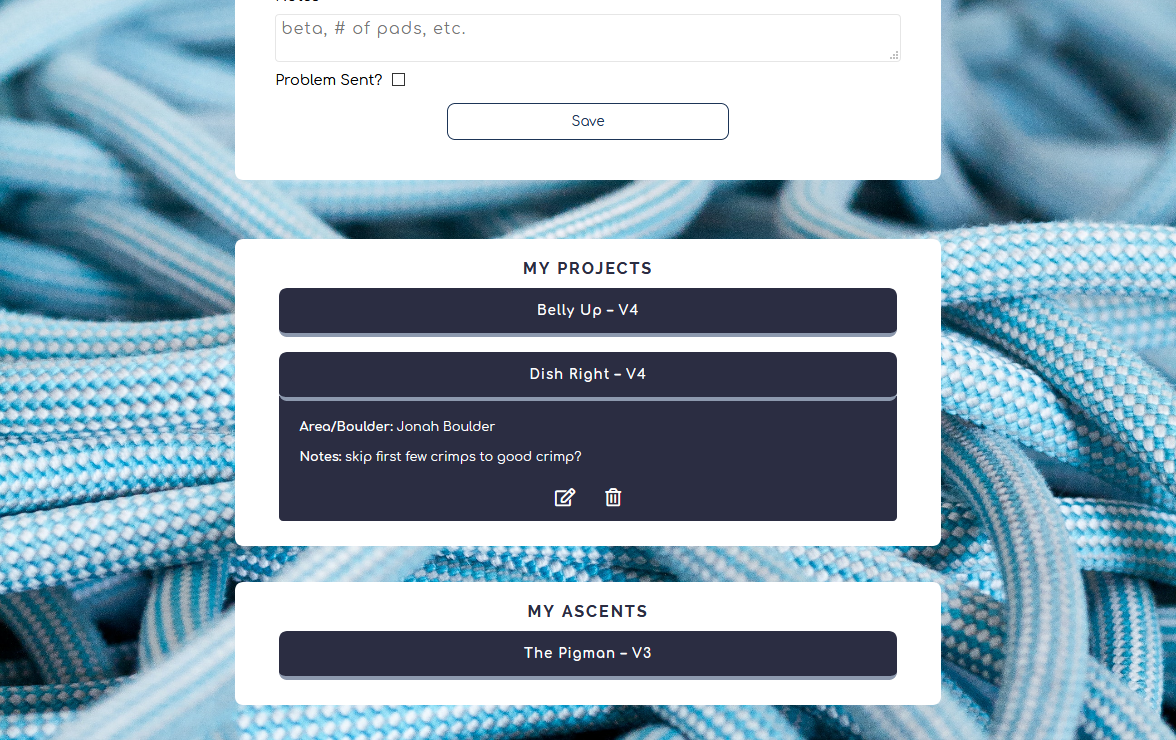 beta, # of pads, etc.
Problem Sent?
Save
MY PROJECTS
Belly Up – V4
Dish Right – V4
Area/Boulder: Jonah Boulder
Notes: skip first few crimps to good crimp?
MY ASCENTS
The Pigman – V3